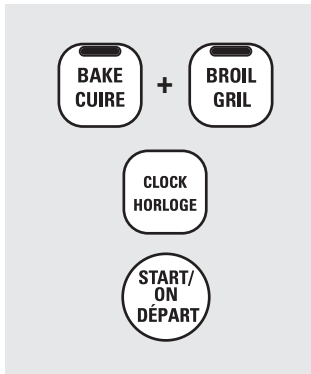 BAKE
CUIRE
+
BROIL
GRIL
CLOCK
HORLOGE
START/
ON
DÉPART